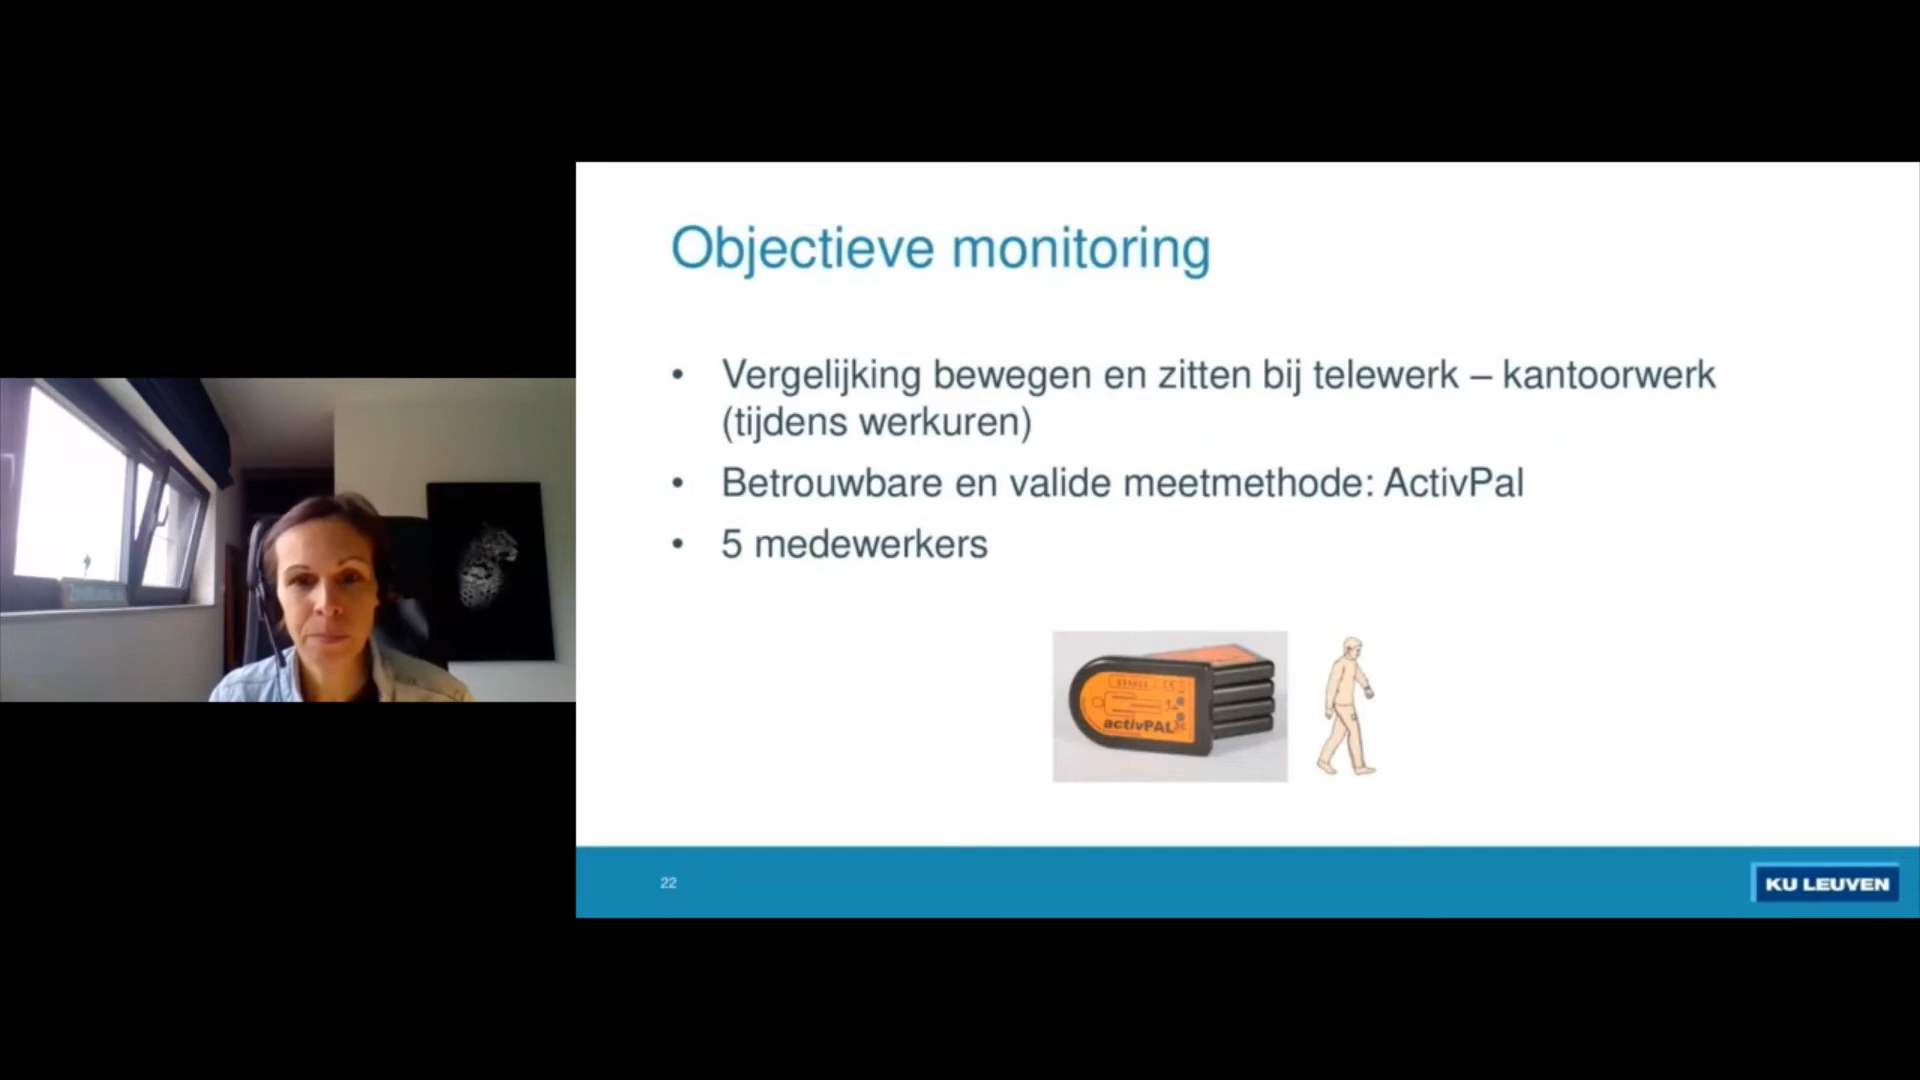 Objectieve monitoring
• Vergelijking bewegen en zitten bij telewerk – kantoorwerk
(tijdens werkuren)
• Betrouwbare en valide meetmethode: ActivPal
• 5 medewerkers
activPAL
22
KU LEUVEN